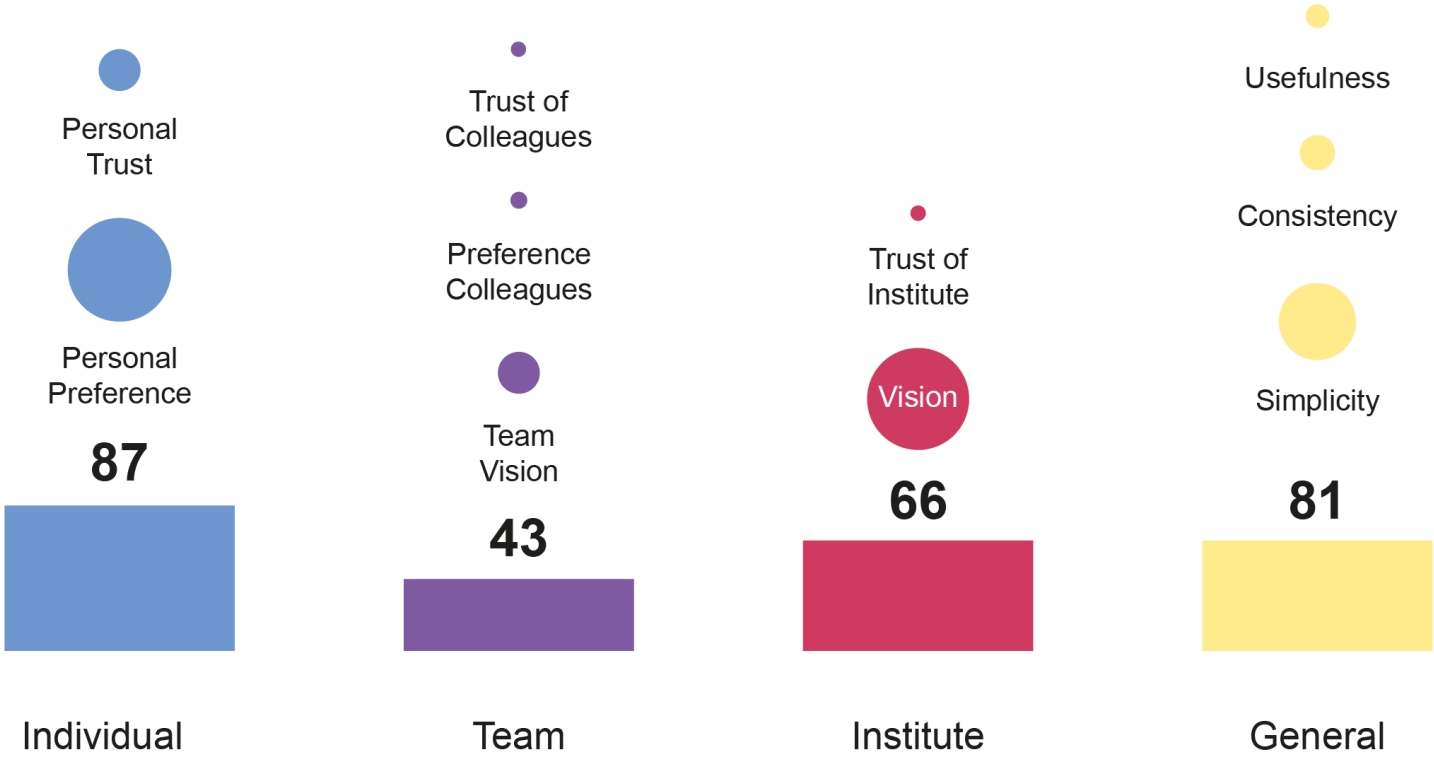 Personal
Trust
Personal
Preference
87
Individual
Trust of
Colleagues
Preference
Colleagues
Team
Vision
43
Team
Trust of
Institute
Vision
66
Institute
Usefulness
Consistency
Simplicity
81
General